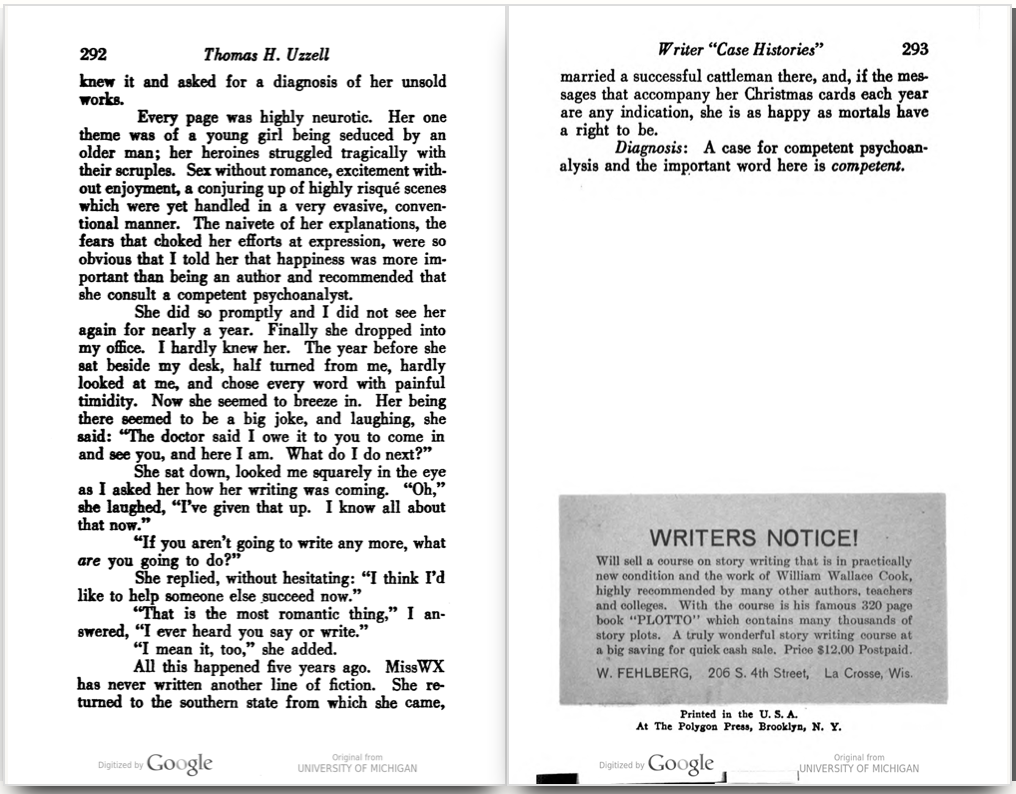 292 Thomas H. Uzzell
knew it and asked for a diagnosis of her unsold
works.
Every page was highly neurotic. Her one
theme was of a young girl being seduced by an
older man; her heroines struggled tragically with
their scruples. Sex without romance, excitement with-
out enjoyment, a conjuring up of highly risqué scenes
which were yet handled in a very evasive, conven-
tional manner. The naivete of her explanations, the
fears that choked her efforts at expression, were so
obvious that I told her that happiness was more im-
portant than being an author and recommended that
she consult a competent psychoanalyst.
She did so promptly and I did not see her
again for nearly a year. Finally she dropped into
my office. I hardly knew her. The year before she
sat beside my desk, half turned from me, hardly
looked at me, and chose every word with painful
timidity. Now she seemed to breeze in. Her being
there seemed to be a big joke, and laughing, she
said: “The doctor said I owe it to you to come in
and see you, and here I am. What do I do next?”
She sat down, looked me squarely in the eye
as I asked her how her writing was coming. “Oh,”
she laughed, “I’ve given that up. I know all about
that now.”
“If you aren’t going to write any more, what
are you going to do?”
She replied, without hesitating: “I think I’d
like to help someone else succeed now.”
“That is the most romantic thing,” I an-
swered, “I ever heard you say or write.”
“I mean it, too,” she added.
All this happened five years ago. MissWX
has never written another line of fiction. She re-
turned to the southern state from which she came,
Digitized by Google
Original from
UNIVERSITY OF MICHIGAN
Writer “Case Histories” 293
married a successful cattleman there, and, if the mes-
sages that accompany her Christmas cards each year
are any indication, she is as happy as mortals have
a right to be.
Diagnosis: A case for competent psychoan-
alysis and the important word here is competent.
WRITERS NOTICE!
Will sell a course on story writing that is in practically
new condition and the work of William Wallace Cook,
highly recommended by many other authors, teachers
and colleges. With the course is his famous 320 page
book “PLOTTO” which contains many thousands of
story plots. A truly wonderful story writing course at
a big saving for quick cash sale. Price $12.00 Postpaid.
W. FEHLBERG, 206 S. 4th Street, La Crosse, Wis.
Printed in the U. S. A.
At The Polygon Press, Brooklyn, N. Y.
Digitized by Google
Original from
UNIVERSITY OF MICHIGAN